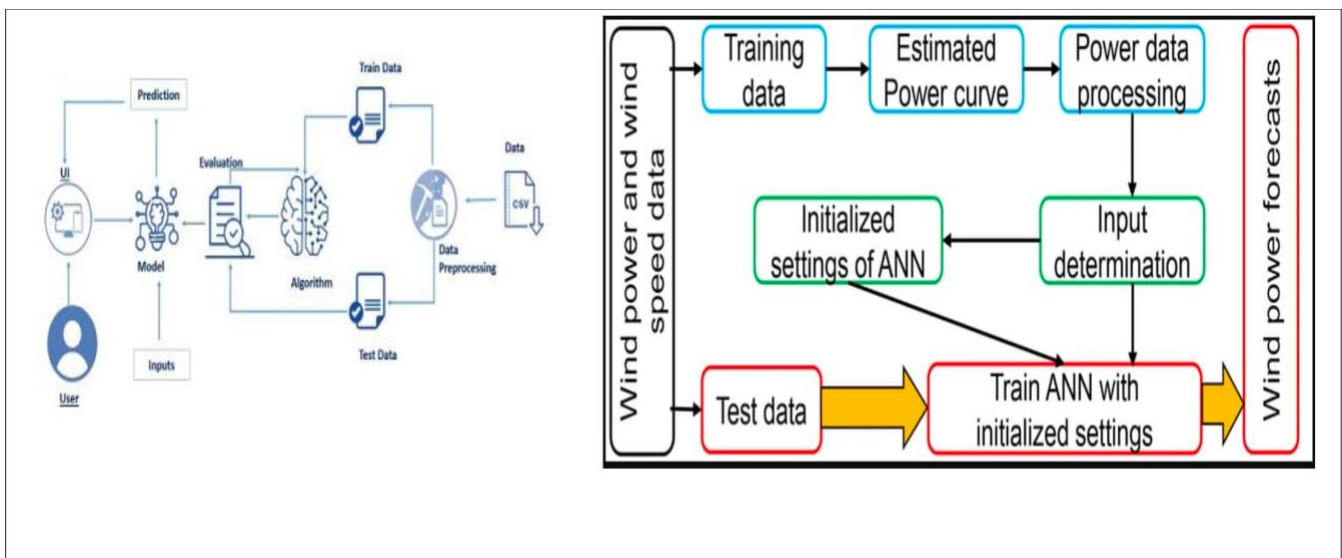 Train Data
Prediction
Data
UI
Evaluation
CSV
Model
Data
Preprocessing
Algorithm
Inputs
Test Data
User
Wind power and wind
speed data
Training
data
Estimated
Power curve
Power data
processing
Initialized
settings of ANN
Input
determination
Test data
Train ANN with
initialized settings
Wind power forecasts